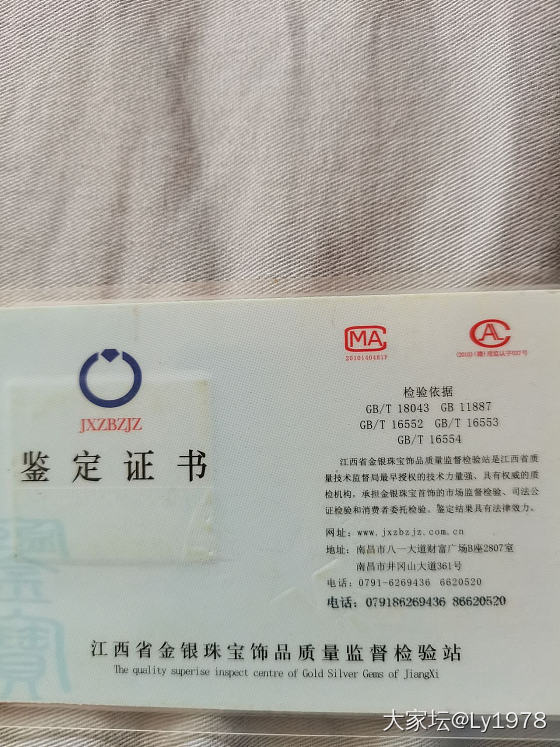 JXZBZJZ
鉴定证书
MA
2010140481F
CAL
检验依据
GB/T 18043 GB 11887
GB/T 16552 GB/T 16553
GB/T 16554
江西省金银珠宝饰品质量监督检验站是江西省质
量技术监督局最早授权的技术力量强、具有权威的质
检机构。承担金银珠宝首饰的市场监督检验、司法公
证检验和消费者委托检验。鉴定结果具有法律效力。
网址：www.jxzbzjz.com.cn
地址：南昌市八一大道财富广场B座2807室
南昌市井冈山大道361号
电话：0791-6269436 6620520
电话：079186269436 86620520
江西省金银珠宝饰品质量监督检验站
The quality superise inspect centre of Gold Silver Gems of JiangXi
大家坛@Ly1978